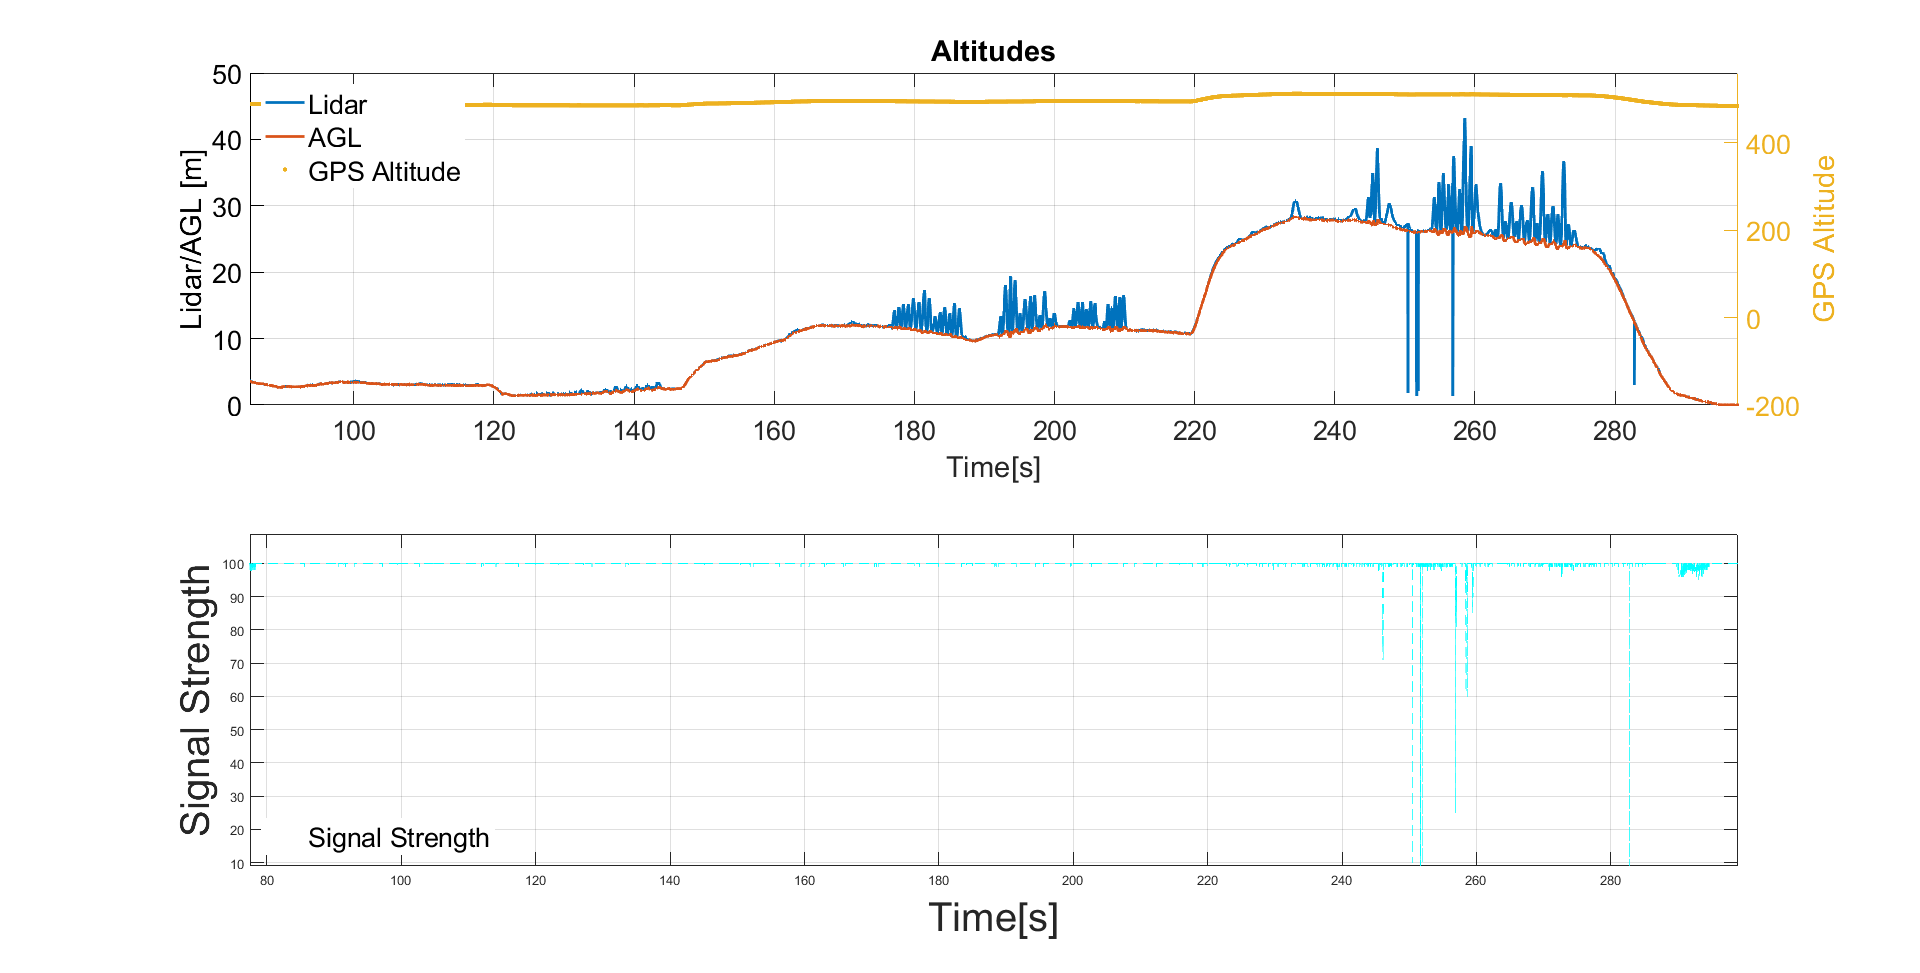 Altitudes
50
40
30
20
10
0
Lidar/AGL [m]
Lidar
AGL
GPS Altitude
400
200
0
-200
GPS Altitude
100 120 140 160 180 200 220 240 260 280
Time[s]
100
90
80
70
60
50
40
30
20
10
Signal Strength
Signal Strength
80 100 120 140 160 180 200 220 240 260 280
Time[s]